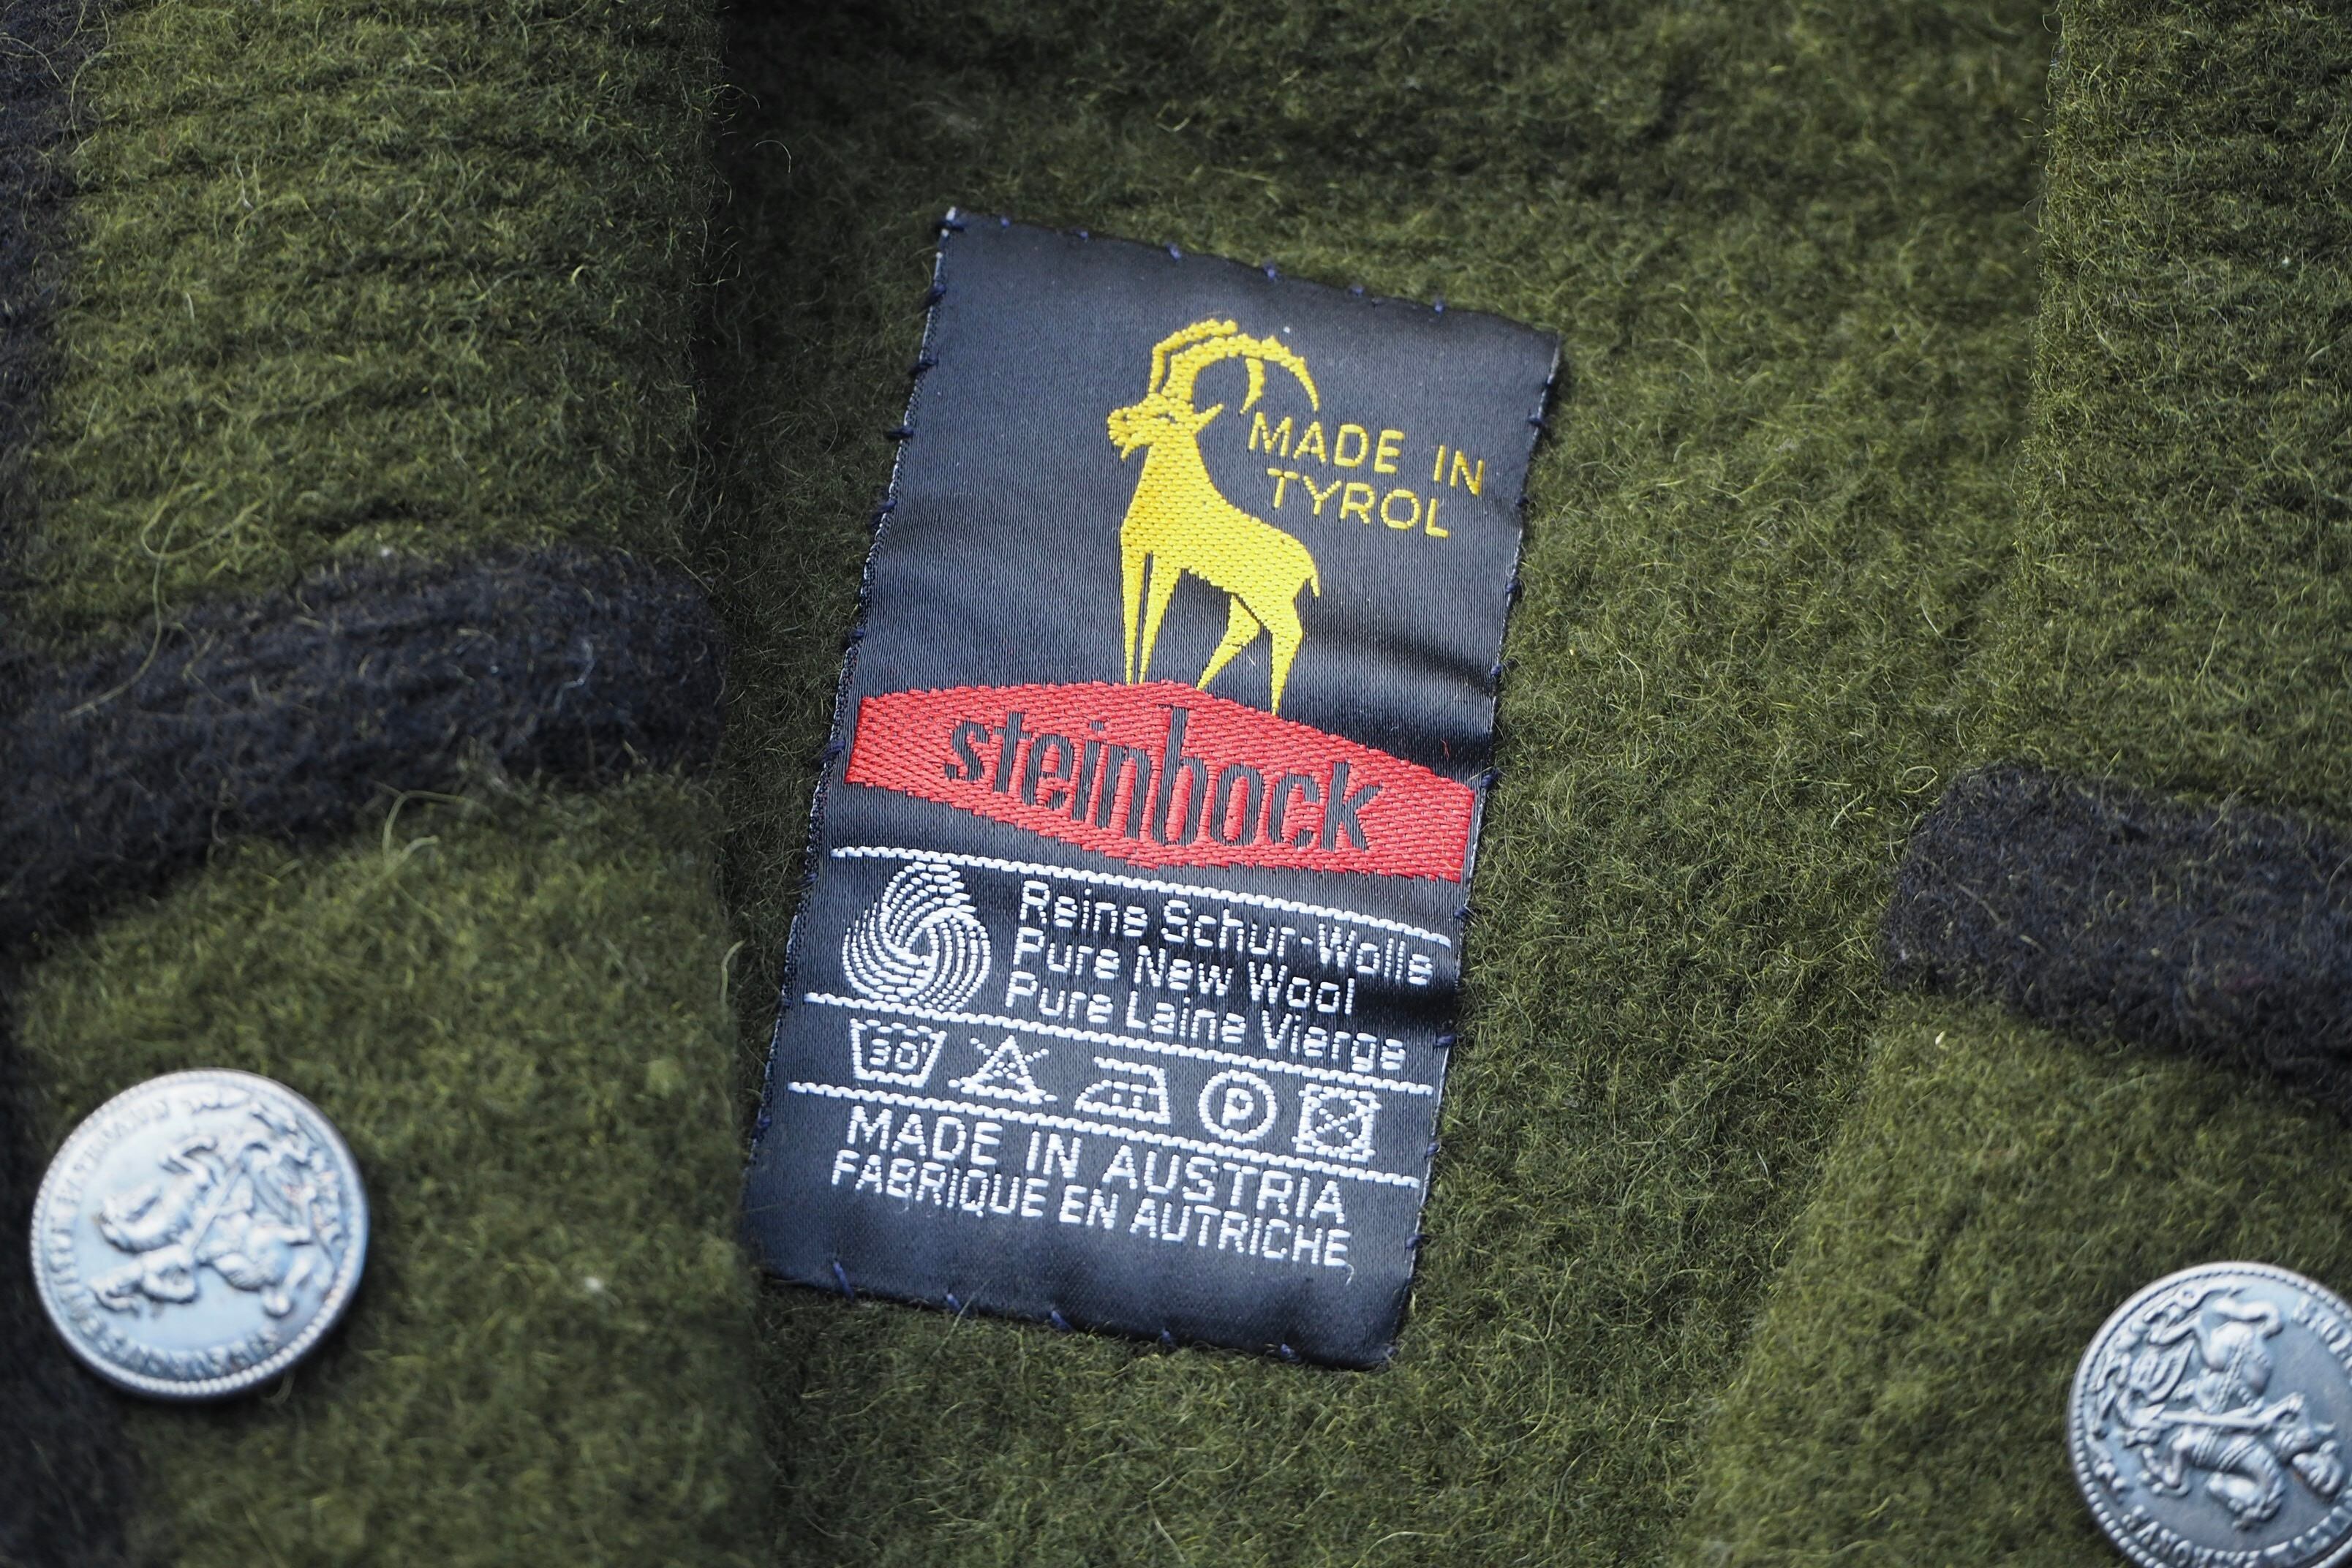 MADE IN
TYROL
steinbock
Reine Schur-Wolle
Pure New Wool
Pure Laine Vierge
30°
P
MADE IN AUSTRIA
FABRIQUE EN AUTRICHE